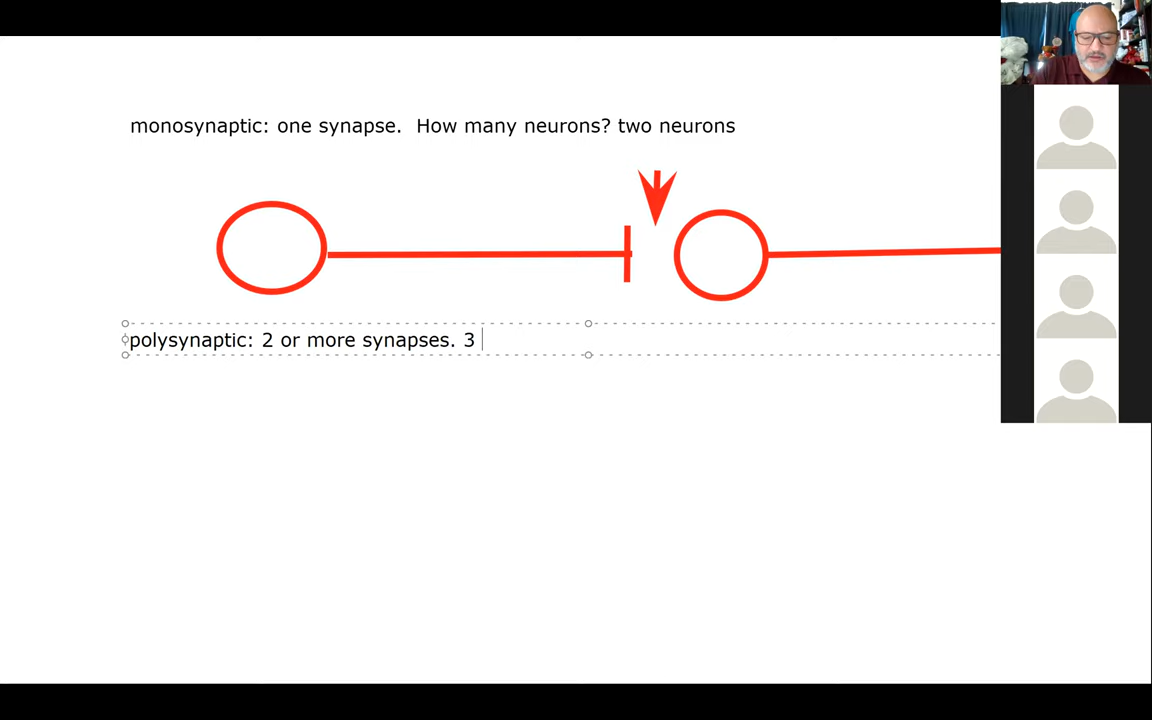 monosynaptic: one synapse.  How many neurons? two neurons
polysynaptic: 2 or more synapses. 3